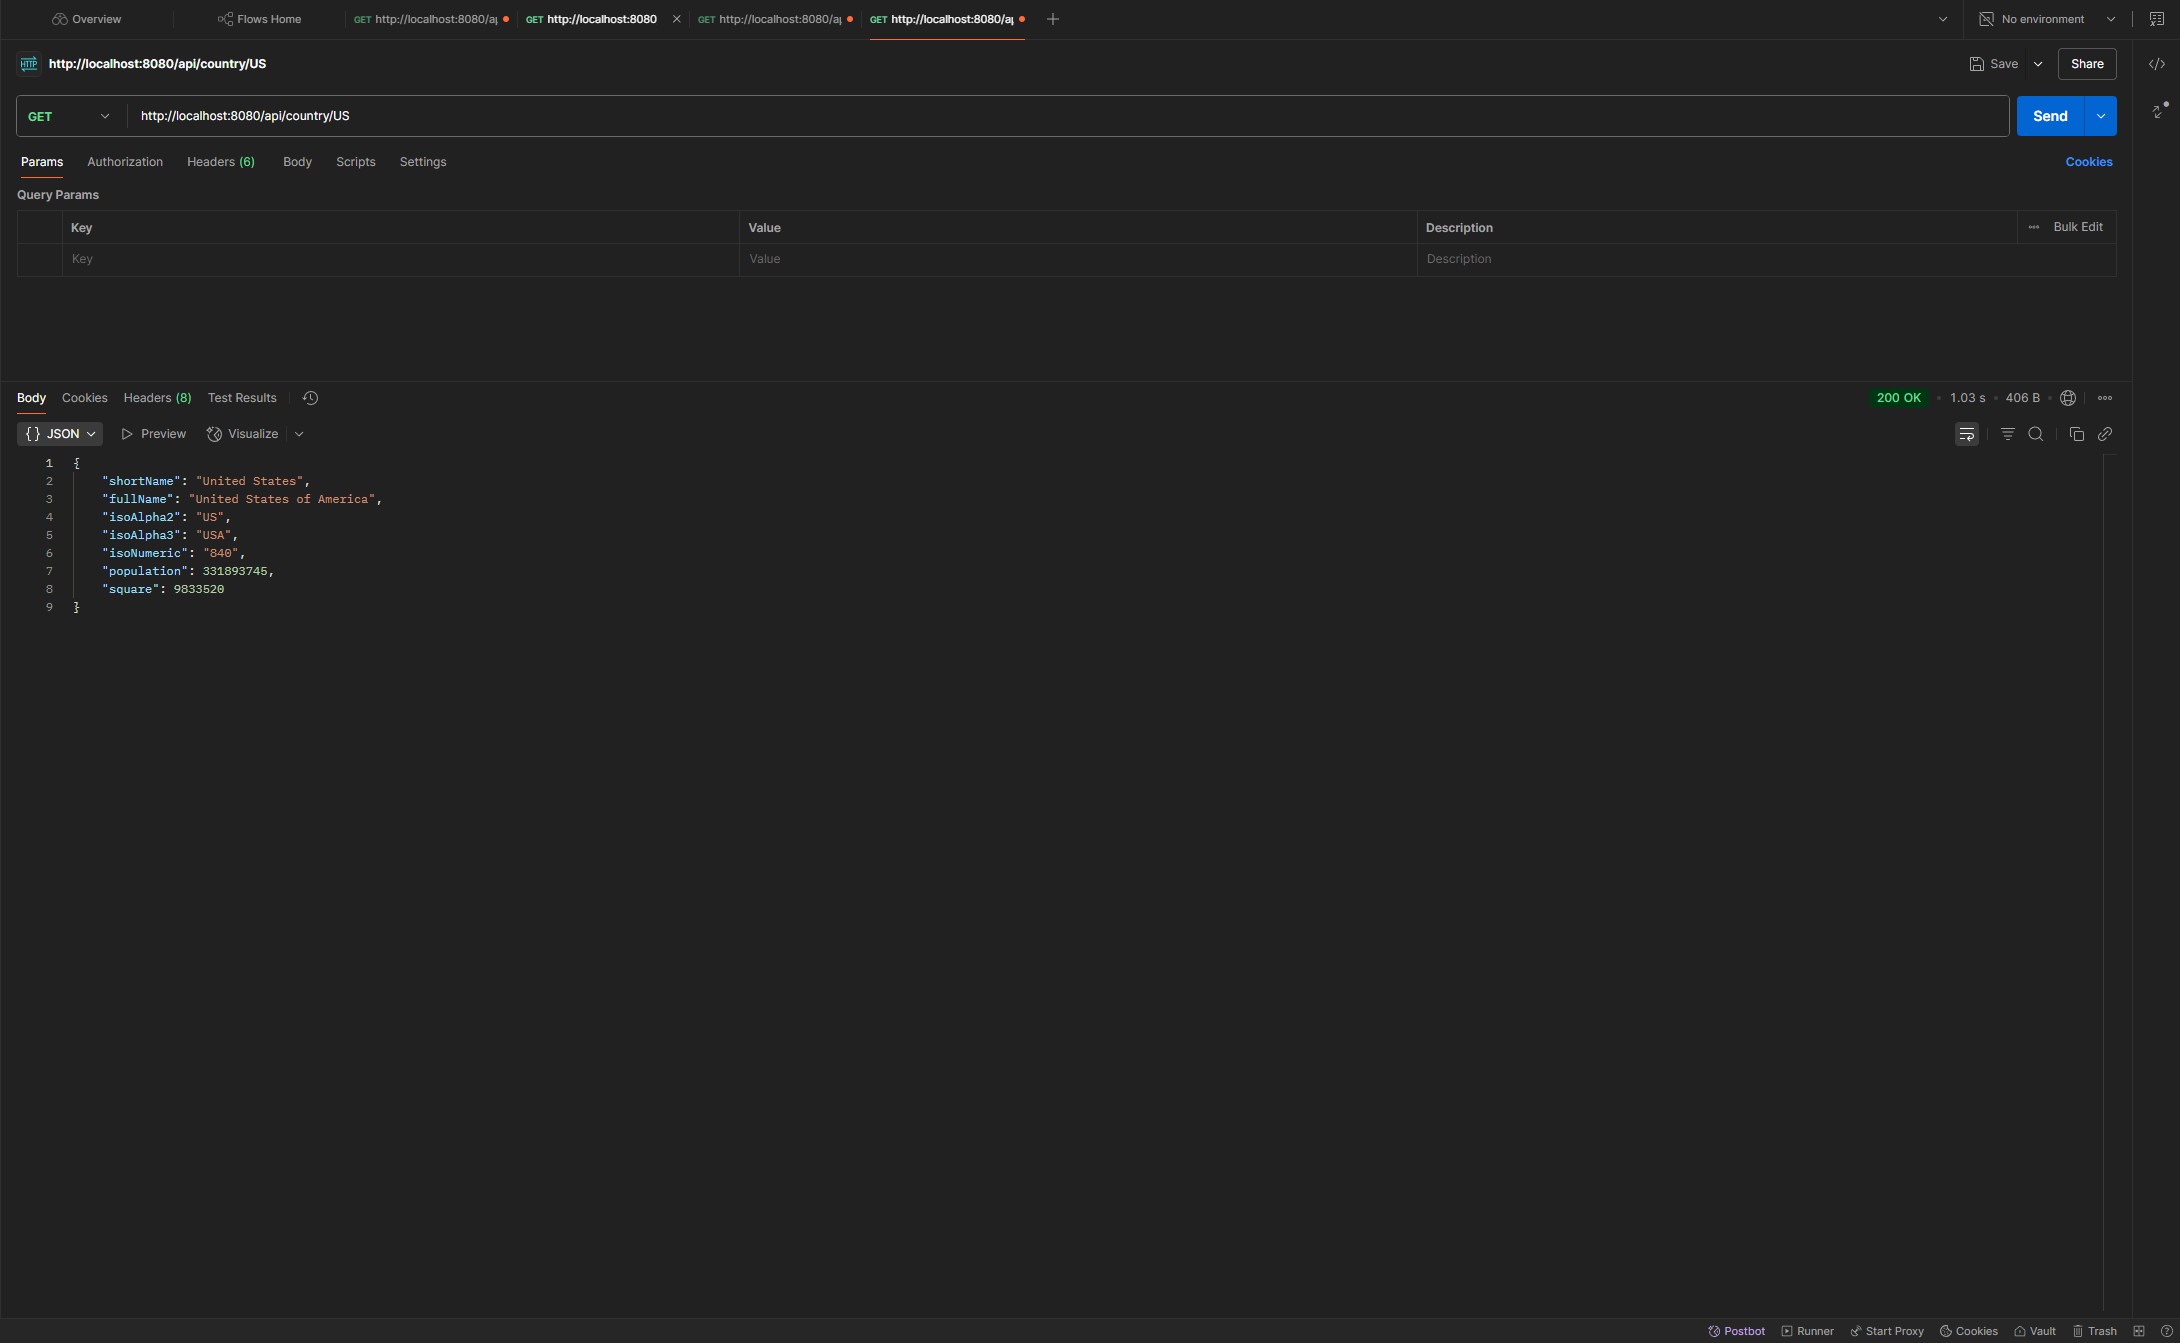 Overview
Flows Home
GET http://localhost:8080/a
GET http://localhost:8080
GET http://localhost:8080/a
GET http://localhost:8080/a
No environment
HTTP http://localhost:8080/api/country/US
Save
Share
GET
http://localhost:8080/api/country/US
Send
Params
Authorization
Headers (6)
Body
Scripts
Settings
Cookies
Query Params
Key
Value
Description
Bulk Edit
Key
Value
Description
Body
Cookies
Headers (8)
Test Results
200 OK
1.03 s
406 B
{} JSON
Preview
Visualize
1 {
2 "shortName": "United States",
3 "fullName": "United States of America",
4 "isoAlpha2": "US",
5 "isoAlpha3": "USA",
6 "isoNumeric": "840",
7 "population": 331893745,
8 "square": 9833520
9 }
Postbot
Runner
Start Proxy
Cookies
Vault
Trash